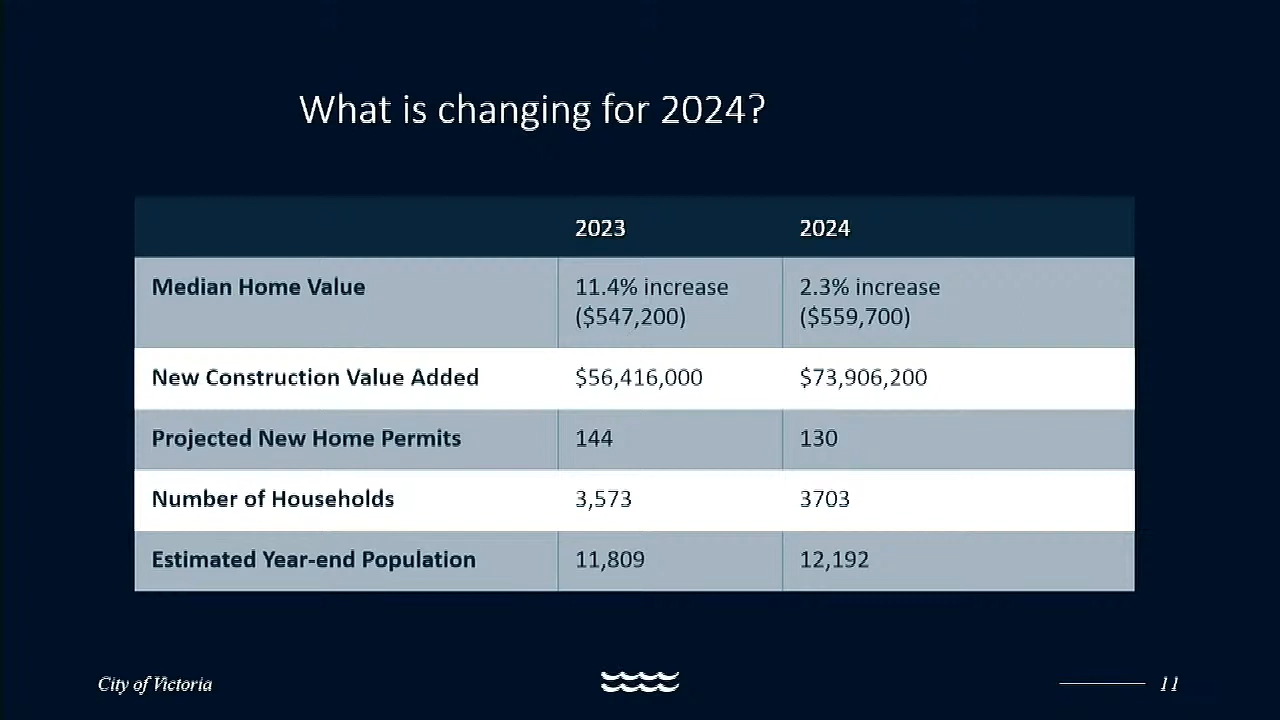 What is changing for 2024?
2023 2024
Median Home Value 11.4% increase 2.3% increase
($547,200) ($559,700)
New Construction Value Added $56,416,000 $73,906,200
Projected New Home Permits 144 130
Number of Households 3,573 3703
Estimated Year-end Population 11,809 12,192
City of Victoria 11